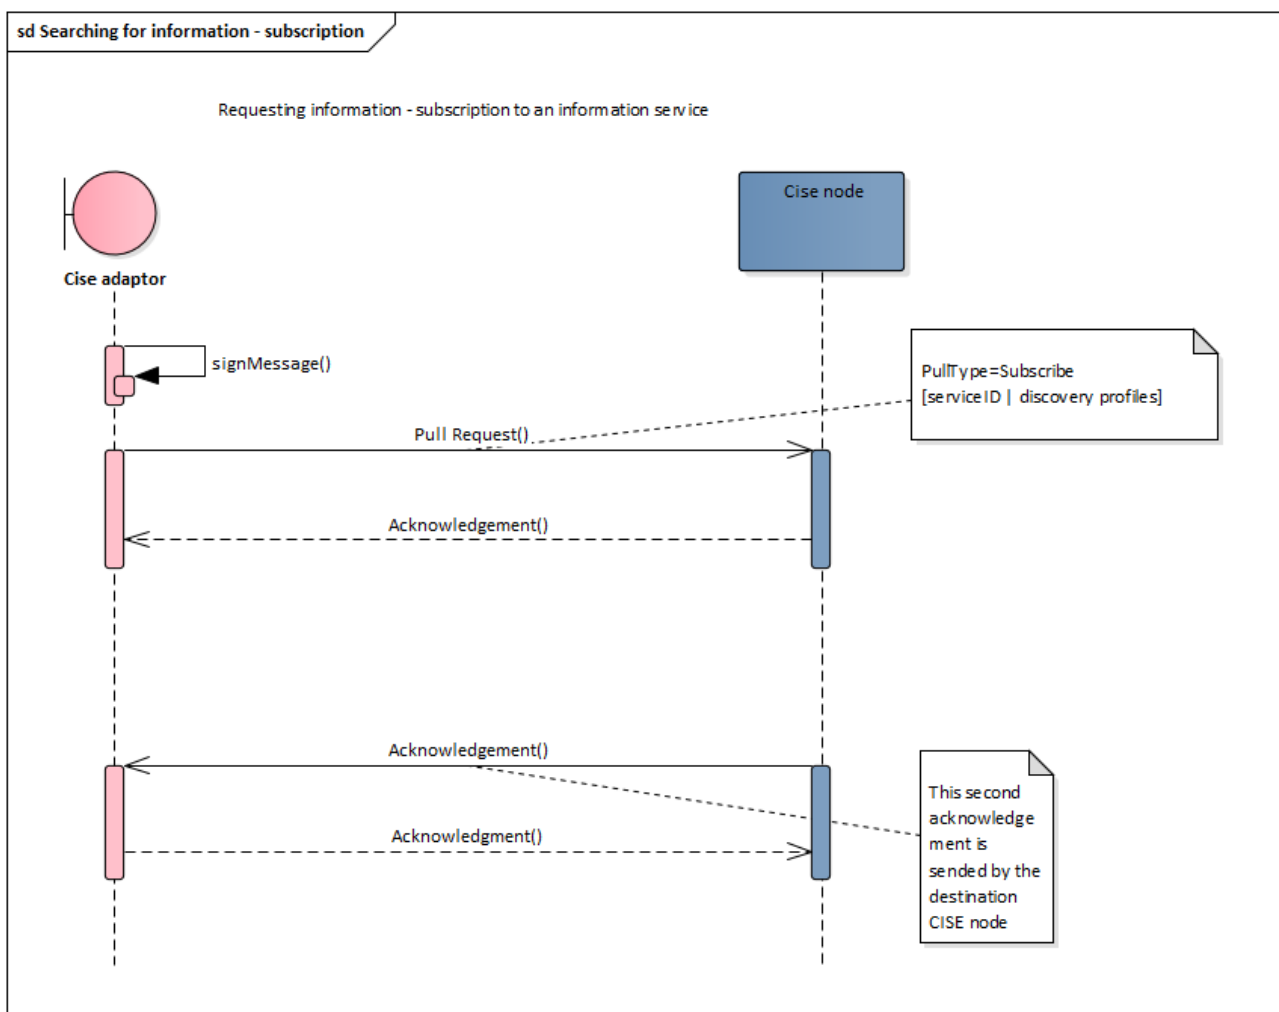 sd Searching for information - subscription
Requesting information - subscription to an information service
Cise node
Cise adaptor
signMessage()
PullType=Subscribe
[serviceID | discovery profiles]
Pull Request()
Acknowledgement()
Acknowledgement()
This second
acknowledge
ment is
sended by the
destination
CISE node
Acknowledgment()